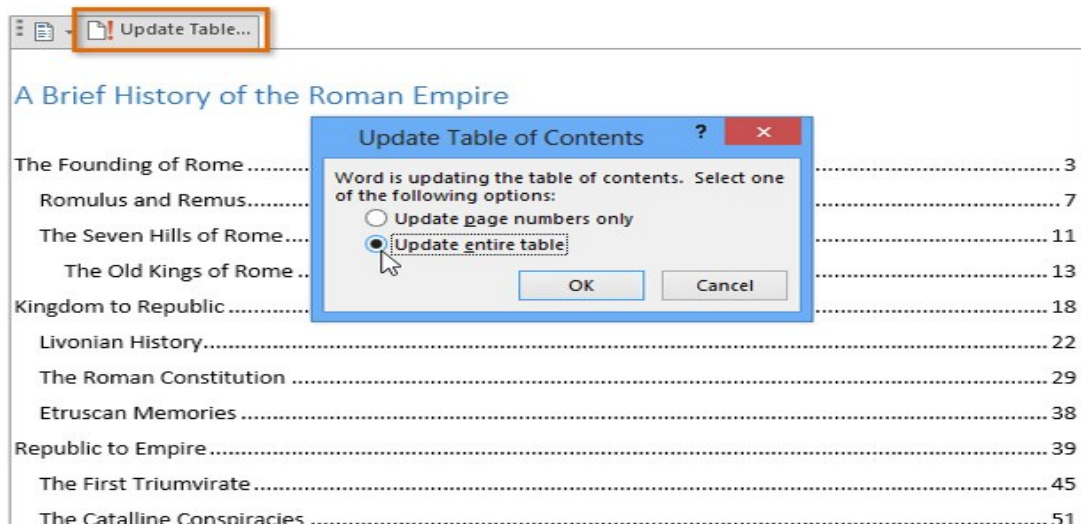 Update Table...
A Brief History of the Roman Empire
Update Table of Contents ? ×
Word is updating the table of contents. Select one
of the following options:
Update page numbers only
Update entire table
OK Cancel
The Founding of Rome .......... 3
Romulus and Remus.......... 7
The Seven Hills of Rome.... 11
The Old Kings of Rome .. 13
Kingdom to Republic .......... 18
Livonian History.......... 22
The Roman Constitution .......... 29
Etruscan Memories .......... 38
Republic to Empire.......... 39
The First Triumvirate.......... 45
The Catalline Conspiracies .......... 51